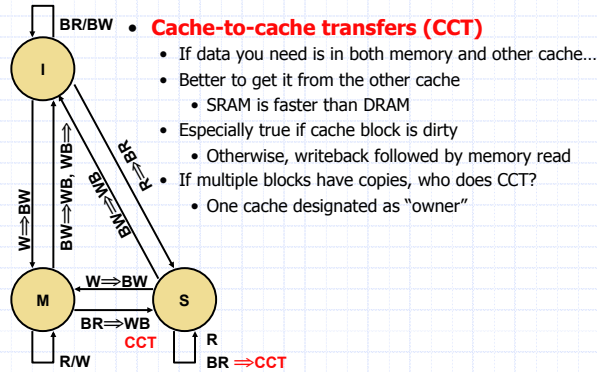 BR/BW
I
W⇒BW
BW⇒WB, WB⇒
R⇒BR
BW⇒WB
M
S
W⇒BW
BR⇒WB
CCT
R/W
R
BR ⇒CCT
• Cache-to-cache transfers (CCT)
• If data you need is in both memory and other cache…
• Better to get it from the other cache
• SRAM is faster than DRAM
• Especially true if cache block is dirty
• Otherwise, writeback followed by memory read
• If multiple blocks have copies, who does CCT?
• One cache designated as “owner”